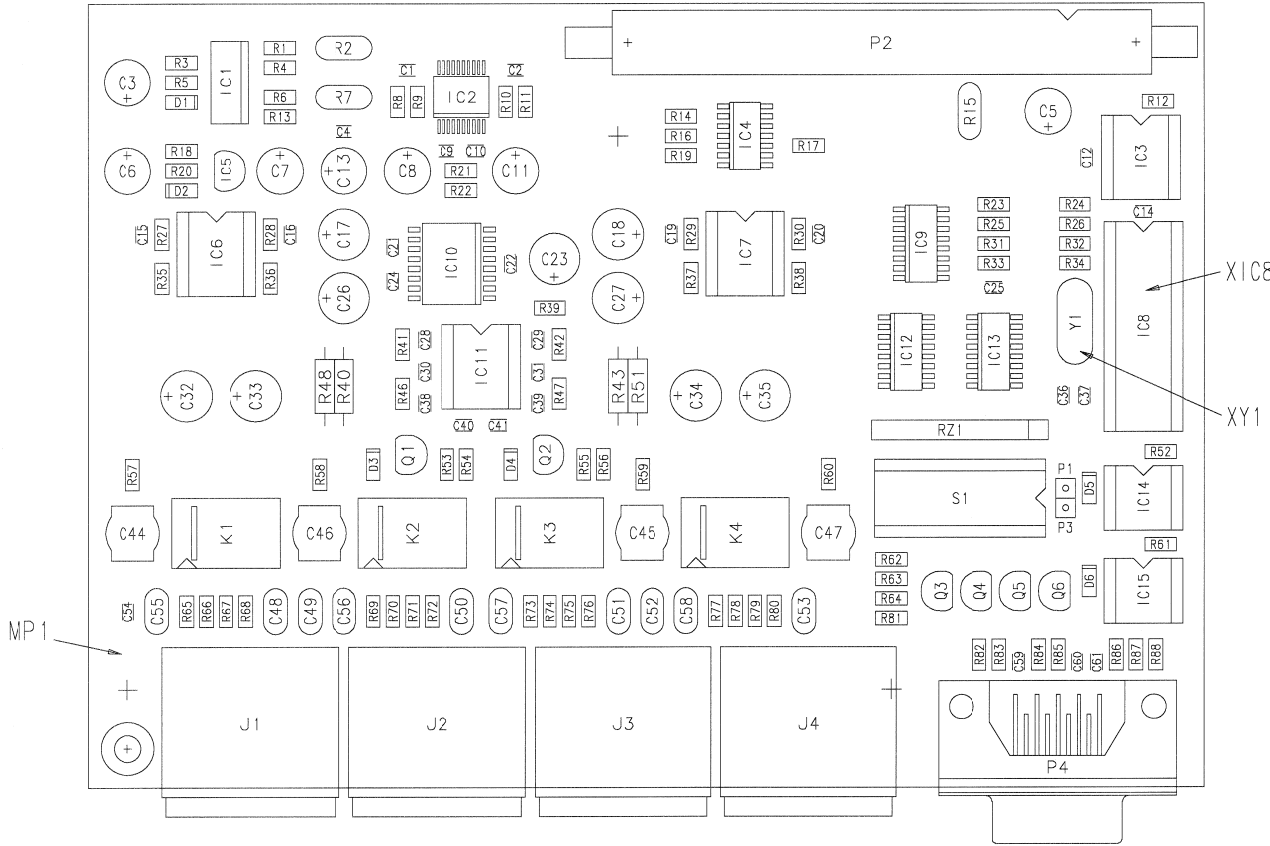 P2
R1
R2
R3
R4
C1
C2
C3
R5
IC1
D1
R6
R7
R8
R9
IC2
R10
R11
R13
C4
R14
R16
R19
IC4
R17
R15
C5
R12
IC3
C12
C6
R18
R20
D2
IC5
C7
C13
C8
C9
C10
R21
R22
C11
C14
C15
R27
IC6
R28
C16
R35
R36
C17
C26
C21
C24
IC10
C22
C23
R39
C18
C27
C19
R29
IC7
R30
C20
R37
R38
IC9
R23
R25
R31
R33
C25
R24
R26
R32
R34
XIC8
IC8
Y1
XY1
IC12
IC13
C36
C37
R41
C28
C30
R46
C38
IC11
C29
R42
C31
C39
R47
C40
C41
C32
C33
R48
R40
R43
R51
C34
C35
RZ1
R52
R57
R58
D3
Q1
R53
R54
D4
Q2
R55
R56
R59
R60
S1
P1
P3
D5
IC14
C44
K1
C46
K2
K3
C45
K4
C47
R61
R62
R63
R64
R81
Q3
Q4
Q5
Q6
D6
IC15
C54
C55
R65
R66
R67
R68
C48
C49
C56
R69
R70
R71
R72
C50
C57
R73
R74
R75
R76
C51
C52
C58
R77
R78
R79
R80
C53
MP1
R82
R83
C59
R84
R85
C60
C61
R86
R87
R88
J1
J2
J3
J4
P4